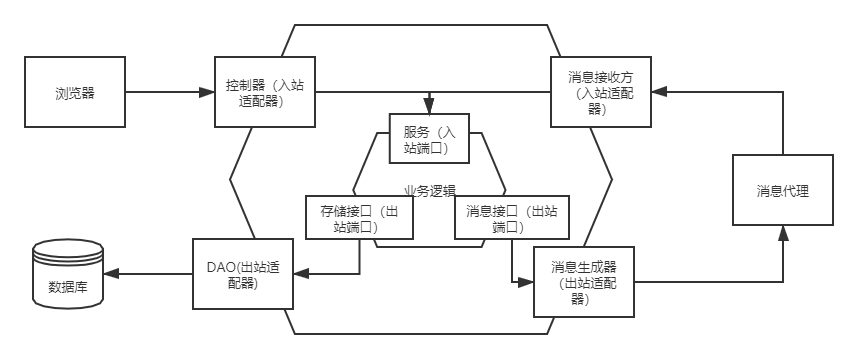 浏览器
控制器（入站
适配器）
消息接收方
（入站适配
器）
服务（入
站端口）
业务逻辑
存储接口（出
站端口）
消息接口（出站
端口）
消息代理
DAO(出站适
配器)
消息生成器
（出站适配
器）
数据库